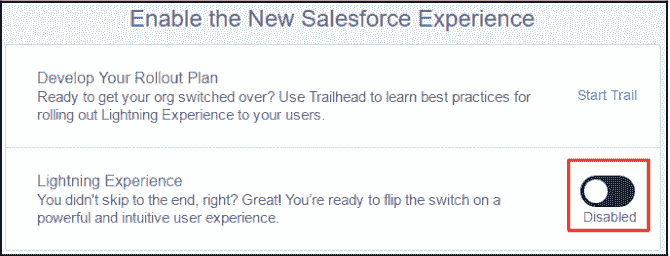 Enable the New Salesforce Experience
Develop Your Rollout Plan
Ready to get your org switched over? Use Trailhead to learn best practices for
rolling out Lightning Experience to your users.
Start Trail
Lightning Experience
You didn't skip to the end, right? Great! You're ready to flip the switch on a
powerful and intuitive user experience.
Disabled